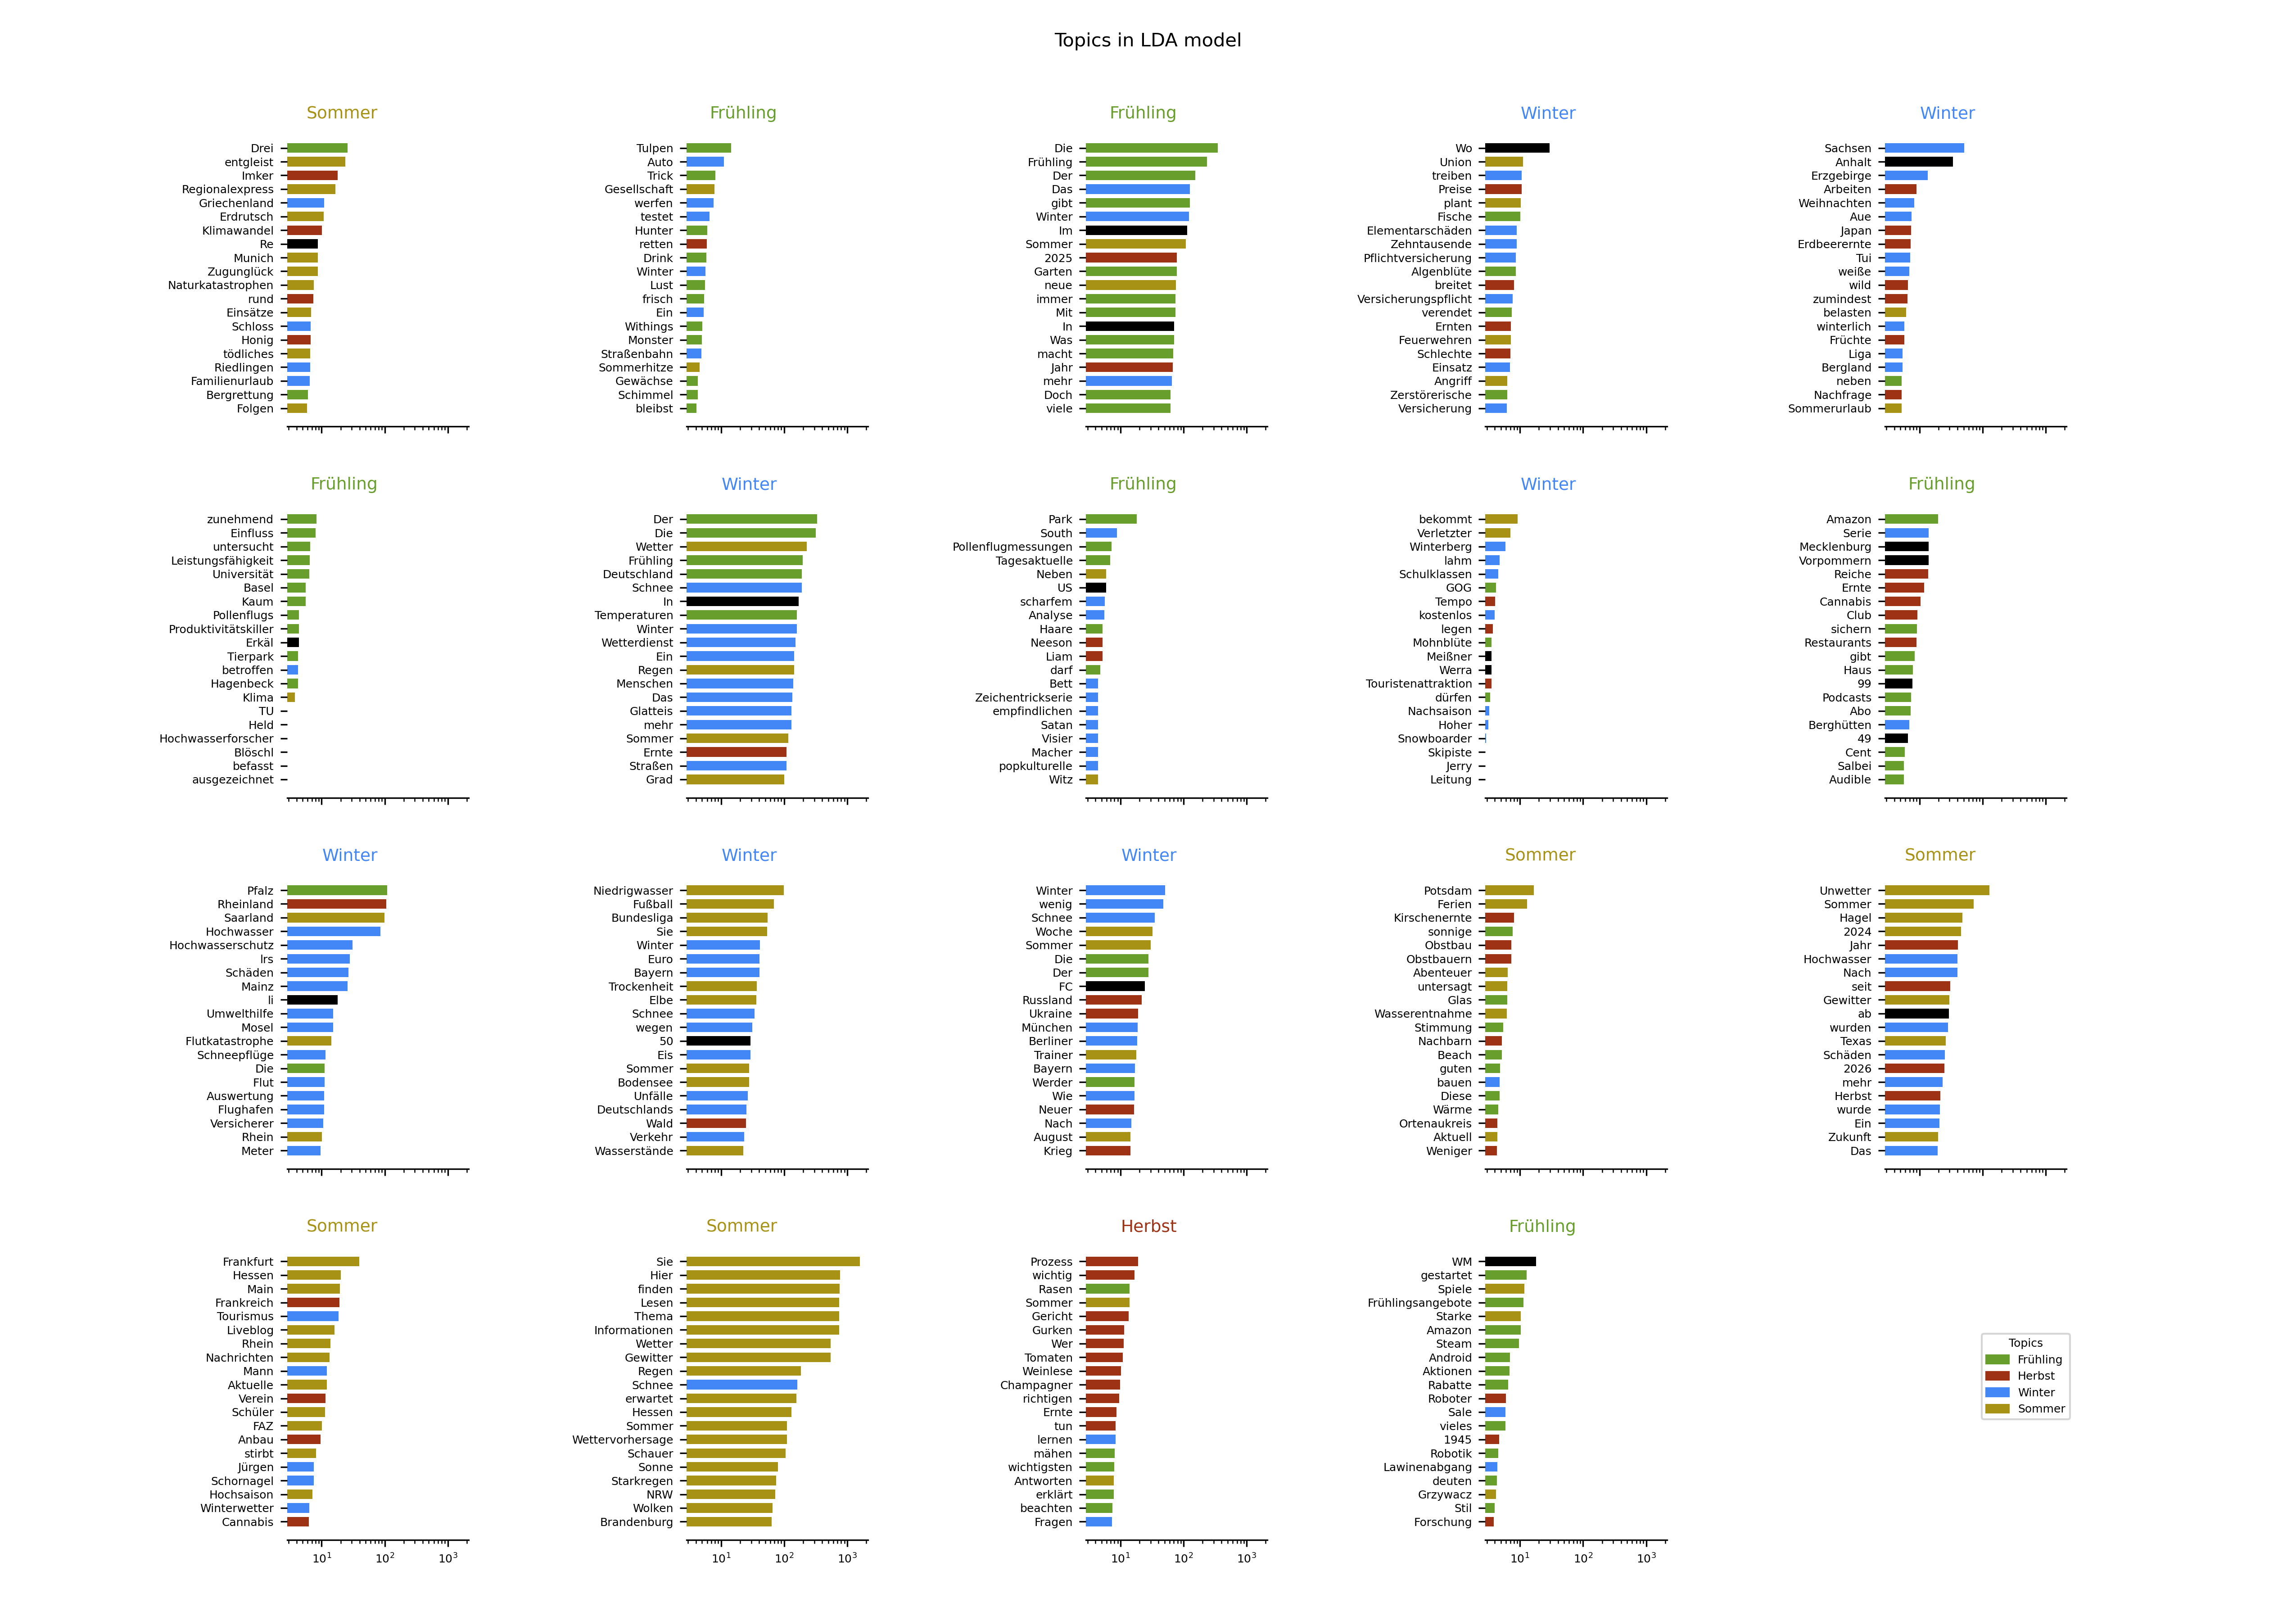 Topics in LDA model
Sommer
Drei
entgleist
Imker
Regionalexpress
Griechenland
Erdrutsch
Klimawandel
Re
Munich
Zugunglück
Naturkatastrophen
rund
Einsätze
Schloss
Honig
tödliches
Riedlingen
Familienurlaub
Bergrettung
Folgen
Frühling
Tulpen
Auto
Trick
Gesellschaft
werfen
testet
Hunter
retten
Drink
Winter
Lust
frisch
Ein
Withings
Monster
Straßenbahn
Sommerhitze
Gewächse
Schimmel
bleibst
Frühling
Die
Frühling
Der
Das
gibt
Winter
Im
Sommer
2025
Garten
neue
immer
Mit
In
Was
macht
Jahr
mehr
Doch
viele
Winter
Wo
Union
treiben
Preise
plant
Fische
Elementarschäden
Zehntausende
Pflichtversicherung
Algenblüte
breitet
Versicherungspflicht
verendet
Ernten
Feuerwehren
Schlechte
Einsatz
Angriff
Zerstörerische
Versicherung
Winter
Sachsen
Anhalt
Erzgebirge
Arbeiten
Weihnachten
Aue
Japan
Erdbeerernte
Tui
weiße
wild
zumindest
belasten
winterlich
Früchte
Liga
Bergland
neben
Nachfrage
Sommerurlaub
Frühling
zunehmend
Einfluss
untersucht
Leistungsfähigkeit
Universität
Basel
Kaum
Pollenflugs
Produktivitätskiller
Erkäl
Tierpark
betroffen
Hagenbeck
Klima
TU
Held
Hochwasserforscher
Blöschl
befasst
ausgezeichnet
Winter
Der
Die
Wetter
Frühling
Deutschland
Schnee
In
Temperaturen
Winter
Wetterdienst
Ein
Regen
Menschen
Das
Glatteis
mehr
Sommer
Ernte
Straßen
Grad
Frühling
Park
South
Pollenflugmessungen
Tagesaktuelle
Neben
US
scharfem
Analyse
Haare
Neeson
Liam
darf
Bett
Zeichentrickserie
empfindlichen
Satan
Visier
Macher
popkulturelle
Witz
Winter
bekommt
Verletzter
Winterberg
lahm
Schulklassen
GOG
Tempo
kostenlos
legen
Mohnblüte
Meißner
Werra
Touristenattraktion
dürfen
Nachsaison
Hoher
Snowboarder
Skipiste
Jerry
Leitung
Frühling
Amazon
Serie
Mecklenburg
Vorpommern
Reiche
Ernte
Cannabis
Club
sichern
Restaurants
gibt
Haus
99
Podcasts
Abo
Berghütten
49
Cent
Salbei
Audible
Winter
Pfalz
Rheinland
Saarland
Hochwasser
Hochwasserschutz
lrs
Schäden
Mainz
li
Umwelthilfe
Mosel
Flutkatastrophe
Schneepflüge
Die
Flut
Auswertung
Flughafen
Versicherer
Rhein
Meter
Winter
Niedrigwasser
Fußball
Bundesliga
Sie
Winter
Euro
Bayern
Trockenheit
Elbe
Schnee
wegen
50
Eis
Sommer
Bodensee
Unfälle
Deutschlands
Wald
Verkehr
Wasserstände
Winter
Winter
wenig
Schnee
Woche
Sommer
Die
Der
FC
Russland
Ukraine
München
Berliner
Trainer
Bayern
Werder
Wie
Neuer
Nach
August
Krieg
Sommer
Potsdam
Ferien
Kirschenernte
sonnige
Obstbau
Obstbauern
Abenteuer
untersagt
Glas
Wasserentnahme
Stimmung
Nachbarn
Beach
guten
bauen
Diese
Wärme
Ortenaukreis
Aktuell
Weniger
Sommer
Unwetter
Sommer
Hagel
2024
Jahr
Hochwasser
Nach
seit
Gewitter
ab
wurden
Texas
Schäden
2026
mehr
Herbst
wurde
Ein
Zukunft
Das
Sommer
Frankfurt
Hessen
Main
Frankreich
Tourismus
Liveblog
Rhein
Nachrichten
Mann
Aktuelle
Verein
Schüler
FAZ
Anbau
stirbt
Jürgen
Schornagel
Hochsaison
Winterwetter
Cannabis
10¹ 10² 10³
Sommer
Sie
Hier
finden
Lesen
Thema
Informationen
Wetter
Gewitter
Regen
Schnee
erwartet
Hessen
Sommer
Wettervorhersage
Schauer
Sonne
Starkregen
NRW
Wolken
Brandenburg
10¹ 10² 10³
Herbst
Prozess
wichtig
Rasen
Sommer
Gericht
Gurken
Wer
Tomaten
Weinlese
Champagner
richtigen
Ernte
tun
lernen
mähen
wichtigsten
Antworten
erklärt
beachten
Fragen
10¹ 10² 10³
Frühling
WM
gestartet
Spiele
Frühlingsangebote
Starke
Amazon
Steam
Android
Aktionen
Rabatte
Roboter
Sale
vieles
1945
Robotik
Lawinenabgang
deuten
Grzywacz
Stil
Forschung
10¹ 10² 10³
Topics
Frühling
Herbst
Winter
Sommer